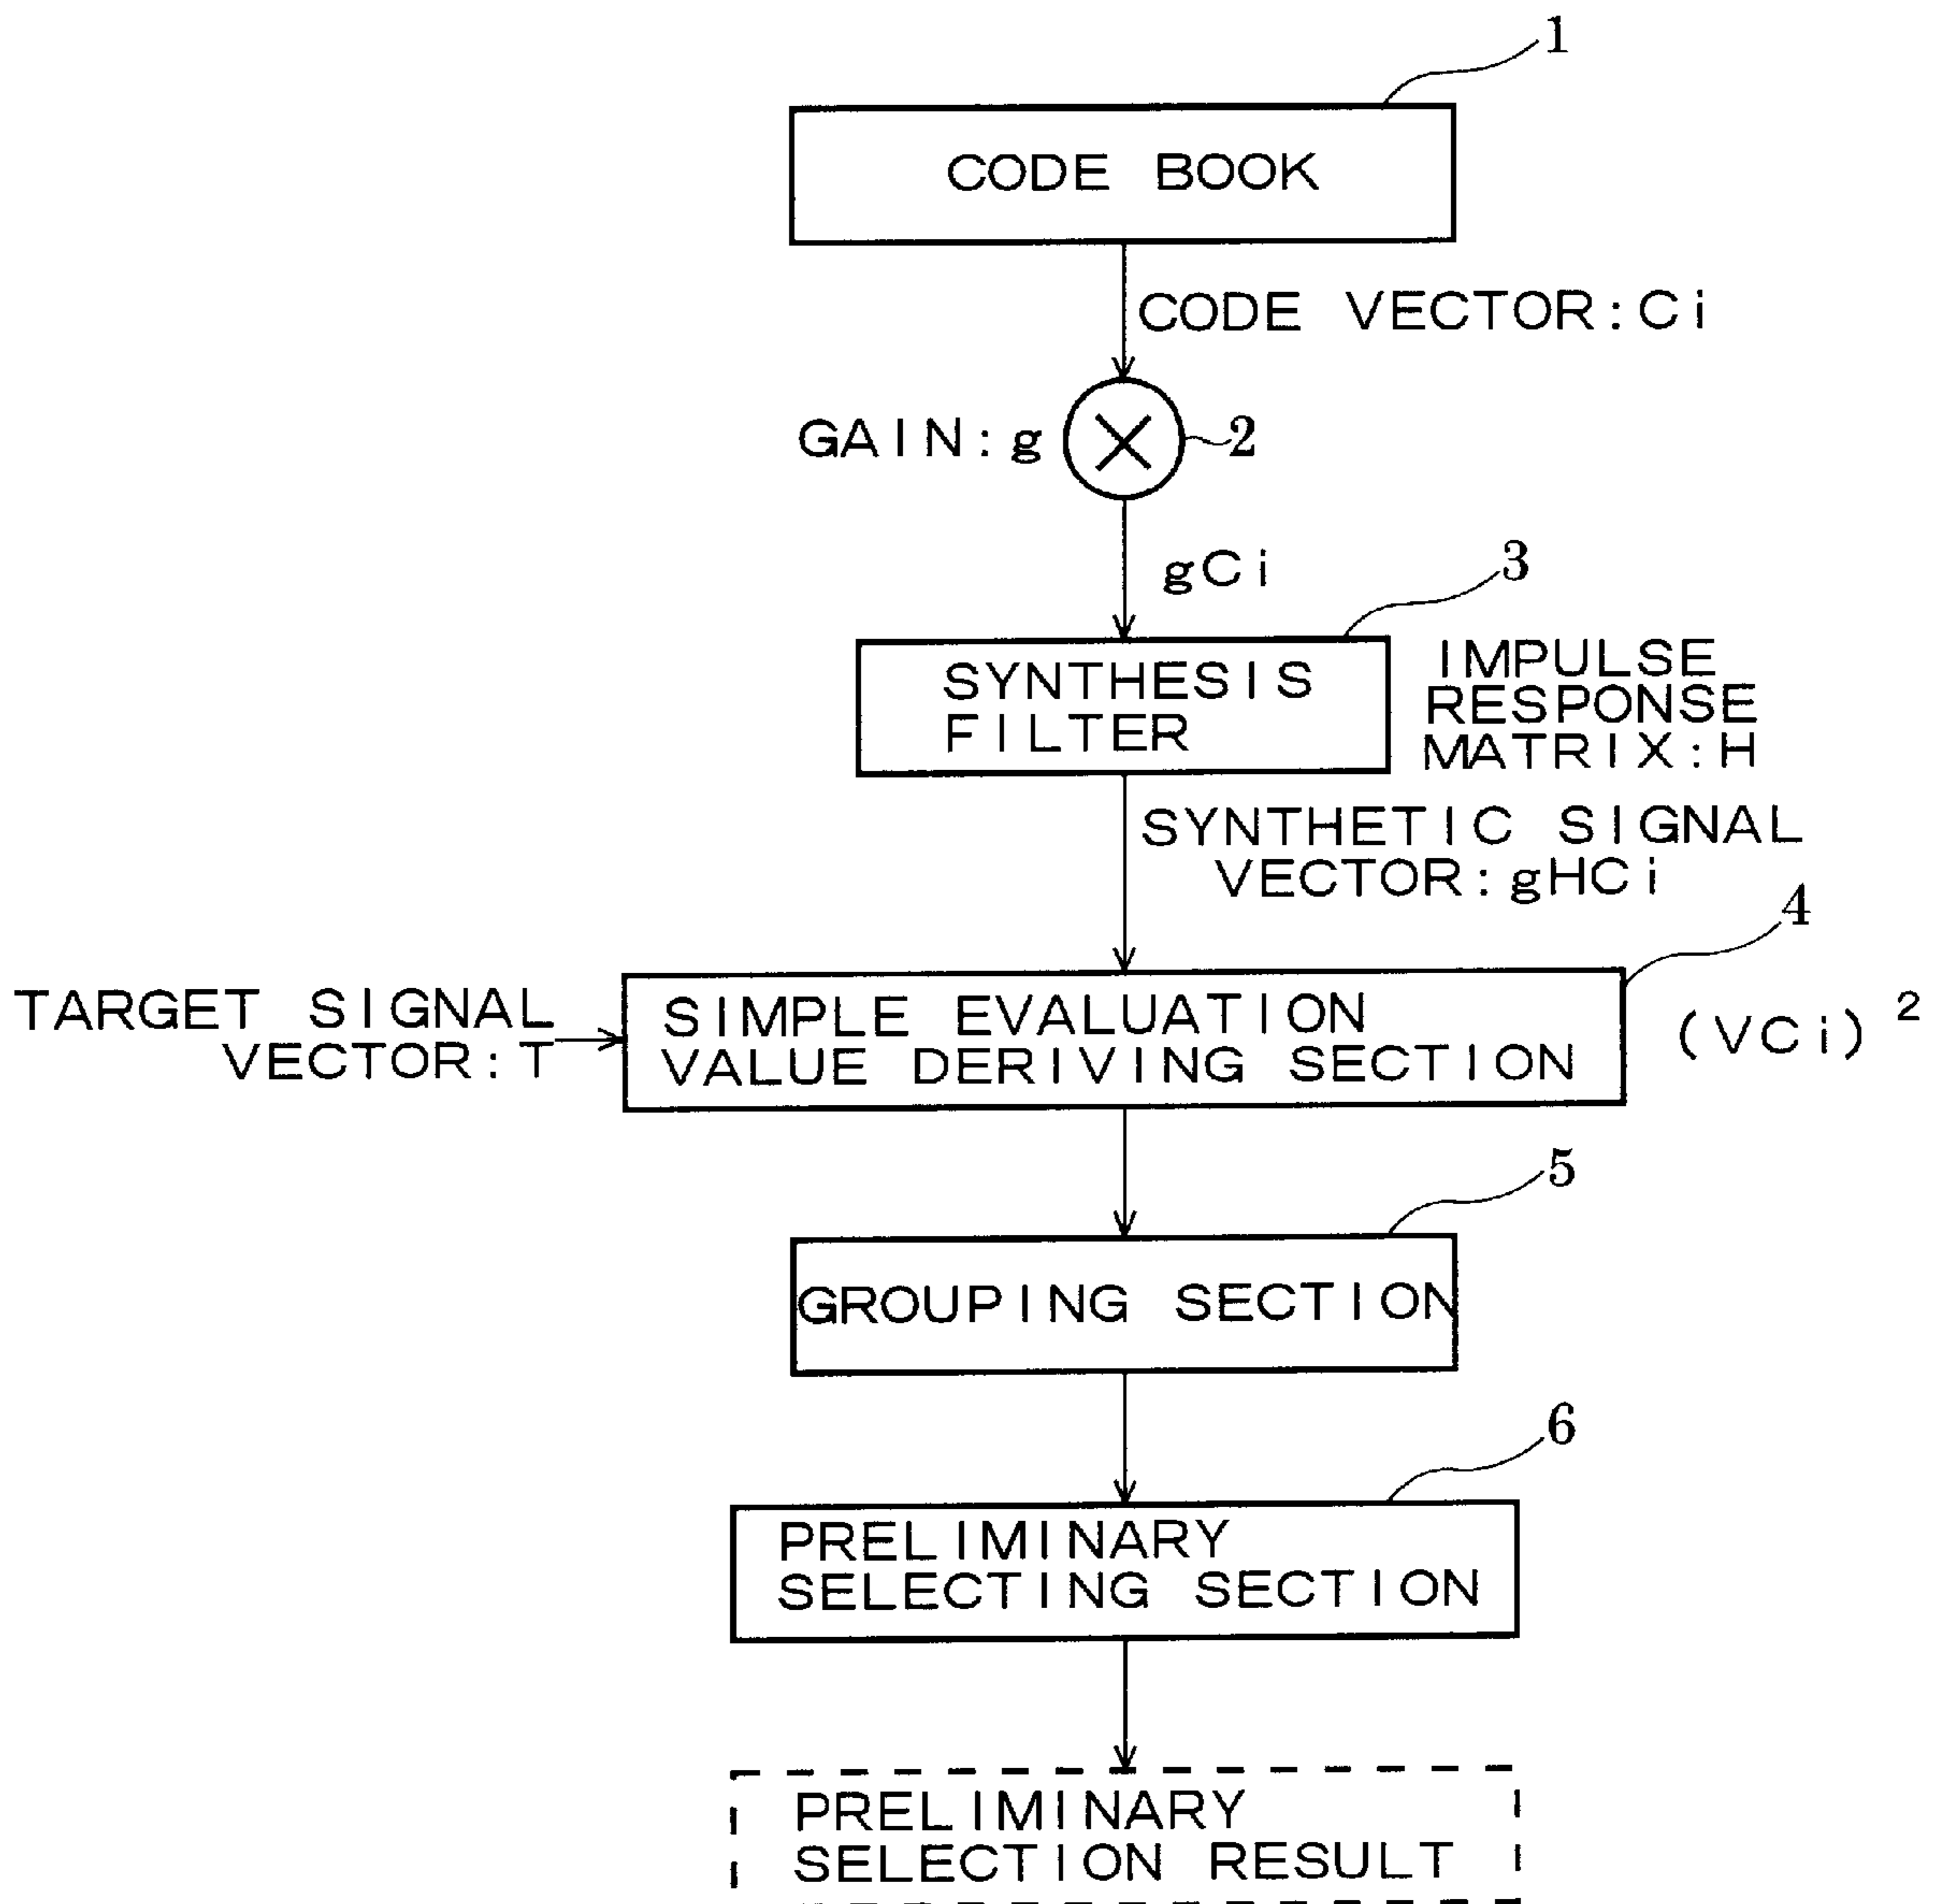 1
CODE BOOK
CODE VECTOR:Ci
GAIN:g
2
gCi
3
SYNTHESIS
FILTER
IMPULSE
RESPONSE
MATRIX:H
SYNTHETIC SIGNAL
VECTOR:gHCi
4
TARGET SIGNAL
VECTOR:T
SIMPLE EVALUATION
VALUE DERIVING SECTION
(VCi)²
5
GROUPING SECTION
6
PRELIMINARY
SELECTING SECTION
PRELIMINARY
SELECTION RESULT